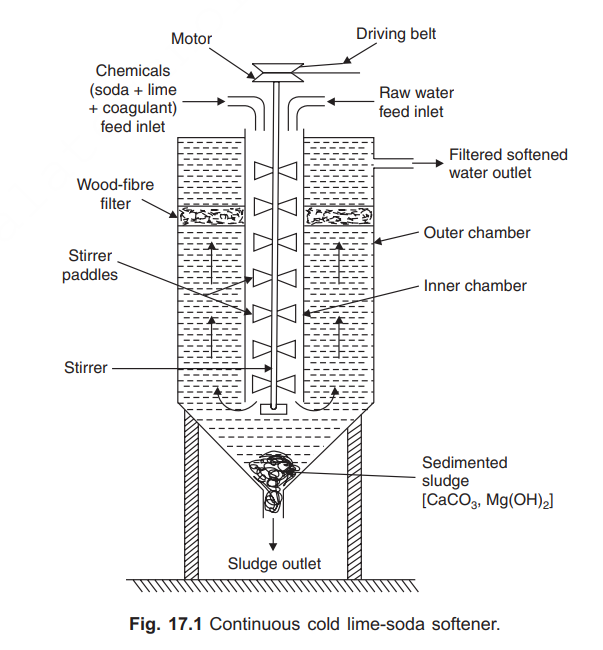 Motor
Driving belt
Chemicals
(soda + lime
+ coagulant)
feed inlet
Raw water
feed inlet
Filtered softened
water outlet
Wood-fibre
filter
Outer chamber
Stirrer
paddles
Inner chamber
Stirrer
Sedimented
sludge
[CaCO₃, Mg(OH)₂]
Sludge outlet
Fig. 17.1 Continuous cold lime-soda softener.